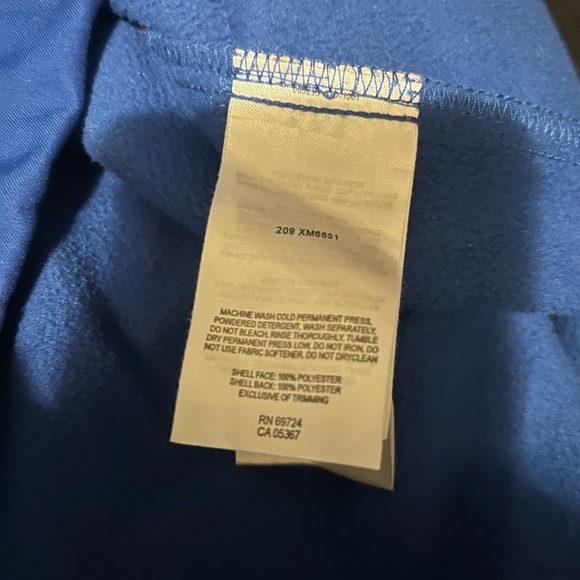 209 XM6651
MACHINE WASH COLD PERMANENT PRESS,
POWDERED DETERGENT, WASH SEPARATELY,
DO NOT BLEACH, RINSE THOROUGHLY, TUMBLE
DRY PERMANENT PRESS LOW, DO NOT IRON, DO
NOT USE FABRIC SOFTENER, DO NOT DRYCLEAN
SHELL FACE: 100% POLYESTER
SHELL BACK: 100% POLYESTER
EXCLUSIVE OF TRIMMING
RN 69724
CA 05367